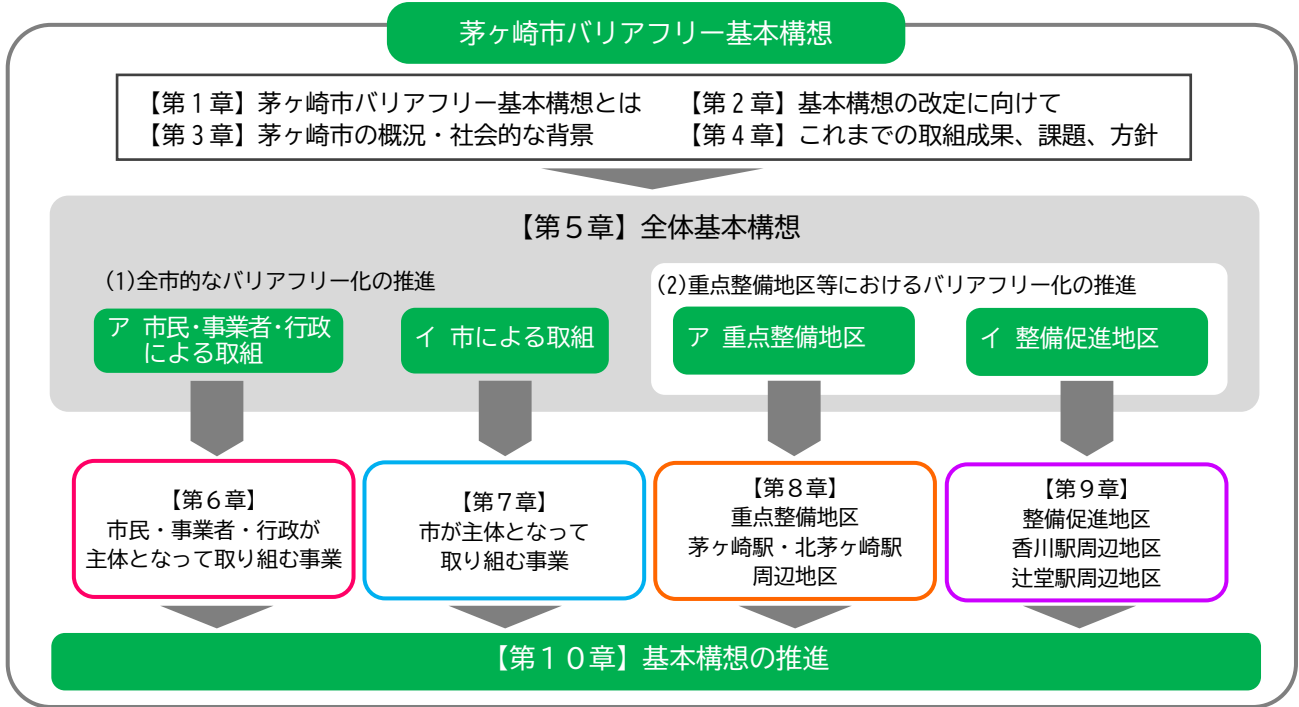 茅ヶ崎市バリアフリー基本構想
【第１章】茅ヶ崎市バリアフリー基本構想とは　【第２章】基本構想の改定に向けて
【第３章】茅ヶ崎市の概況・社会的な背景　【第４章】これまでの取組成果、課題、方針
【第５章】全体基本構想
(1)全市的なバリアフリー化の推進
ア 市民・事業者・行政
による取組
イ 市による取組
(2)重点整備地区等におけるバリアフリー化の推進
ア 重点整備地区
イ 整備促進地区
【第６章】
市民・事業者・行政が
主体となって取り組む事業
【第７章】
市が主体となって
取り組む事業
【第８章】
重点整備地区
茅ヶ崎駅・北茅ヶ崎駅
周辺地区
【第９章】
整備促進地区
香川駅周辺地区
辻堂駅周辺地区
【第１０章】基本構想の推進